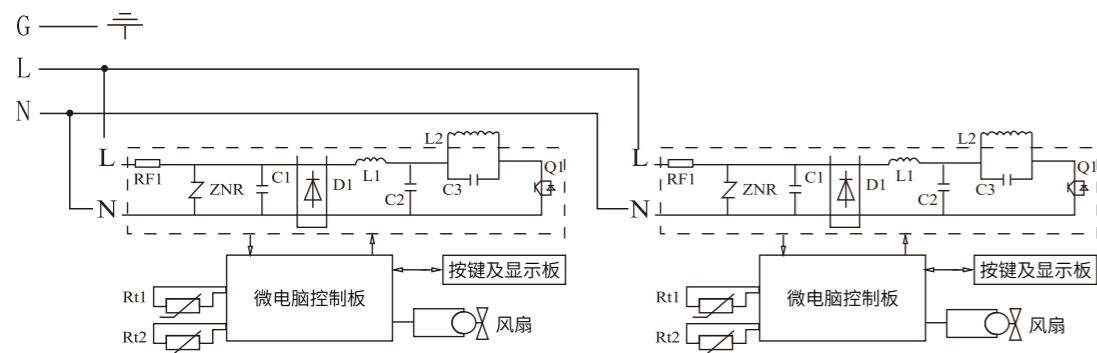 G
L
N
L2 L2
L L
RF1 ZNR C1 D1 L1 C2 C3 Q1 RF1 ZNR C1 D1 L1 C2 C3 Q1
N N
按键及显示板 按键及显示板
微电脑控制板 微电脑控制板
Rt1 Rt1
风扇 风扇
Rt2 Rt2